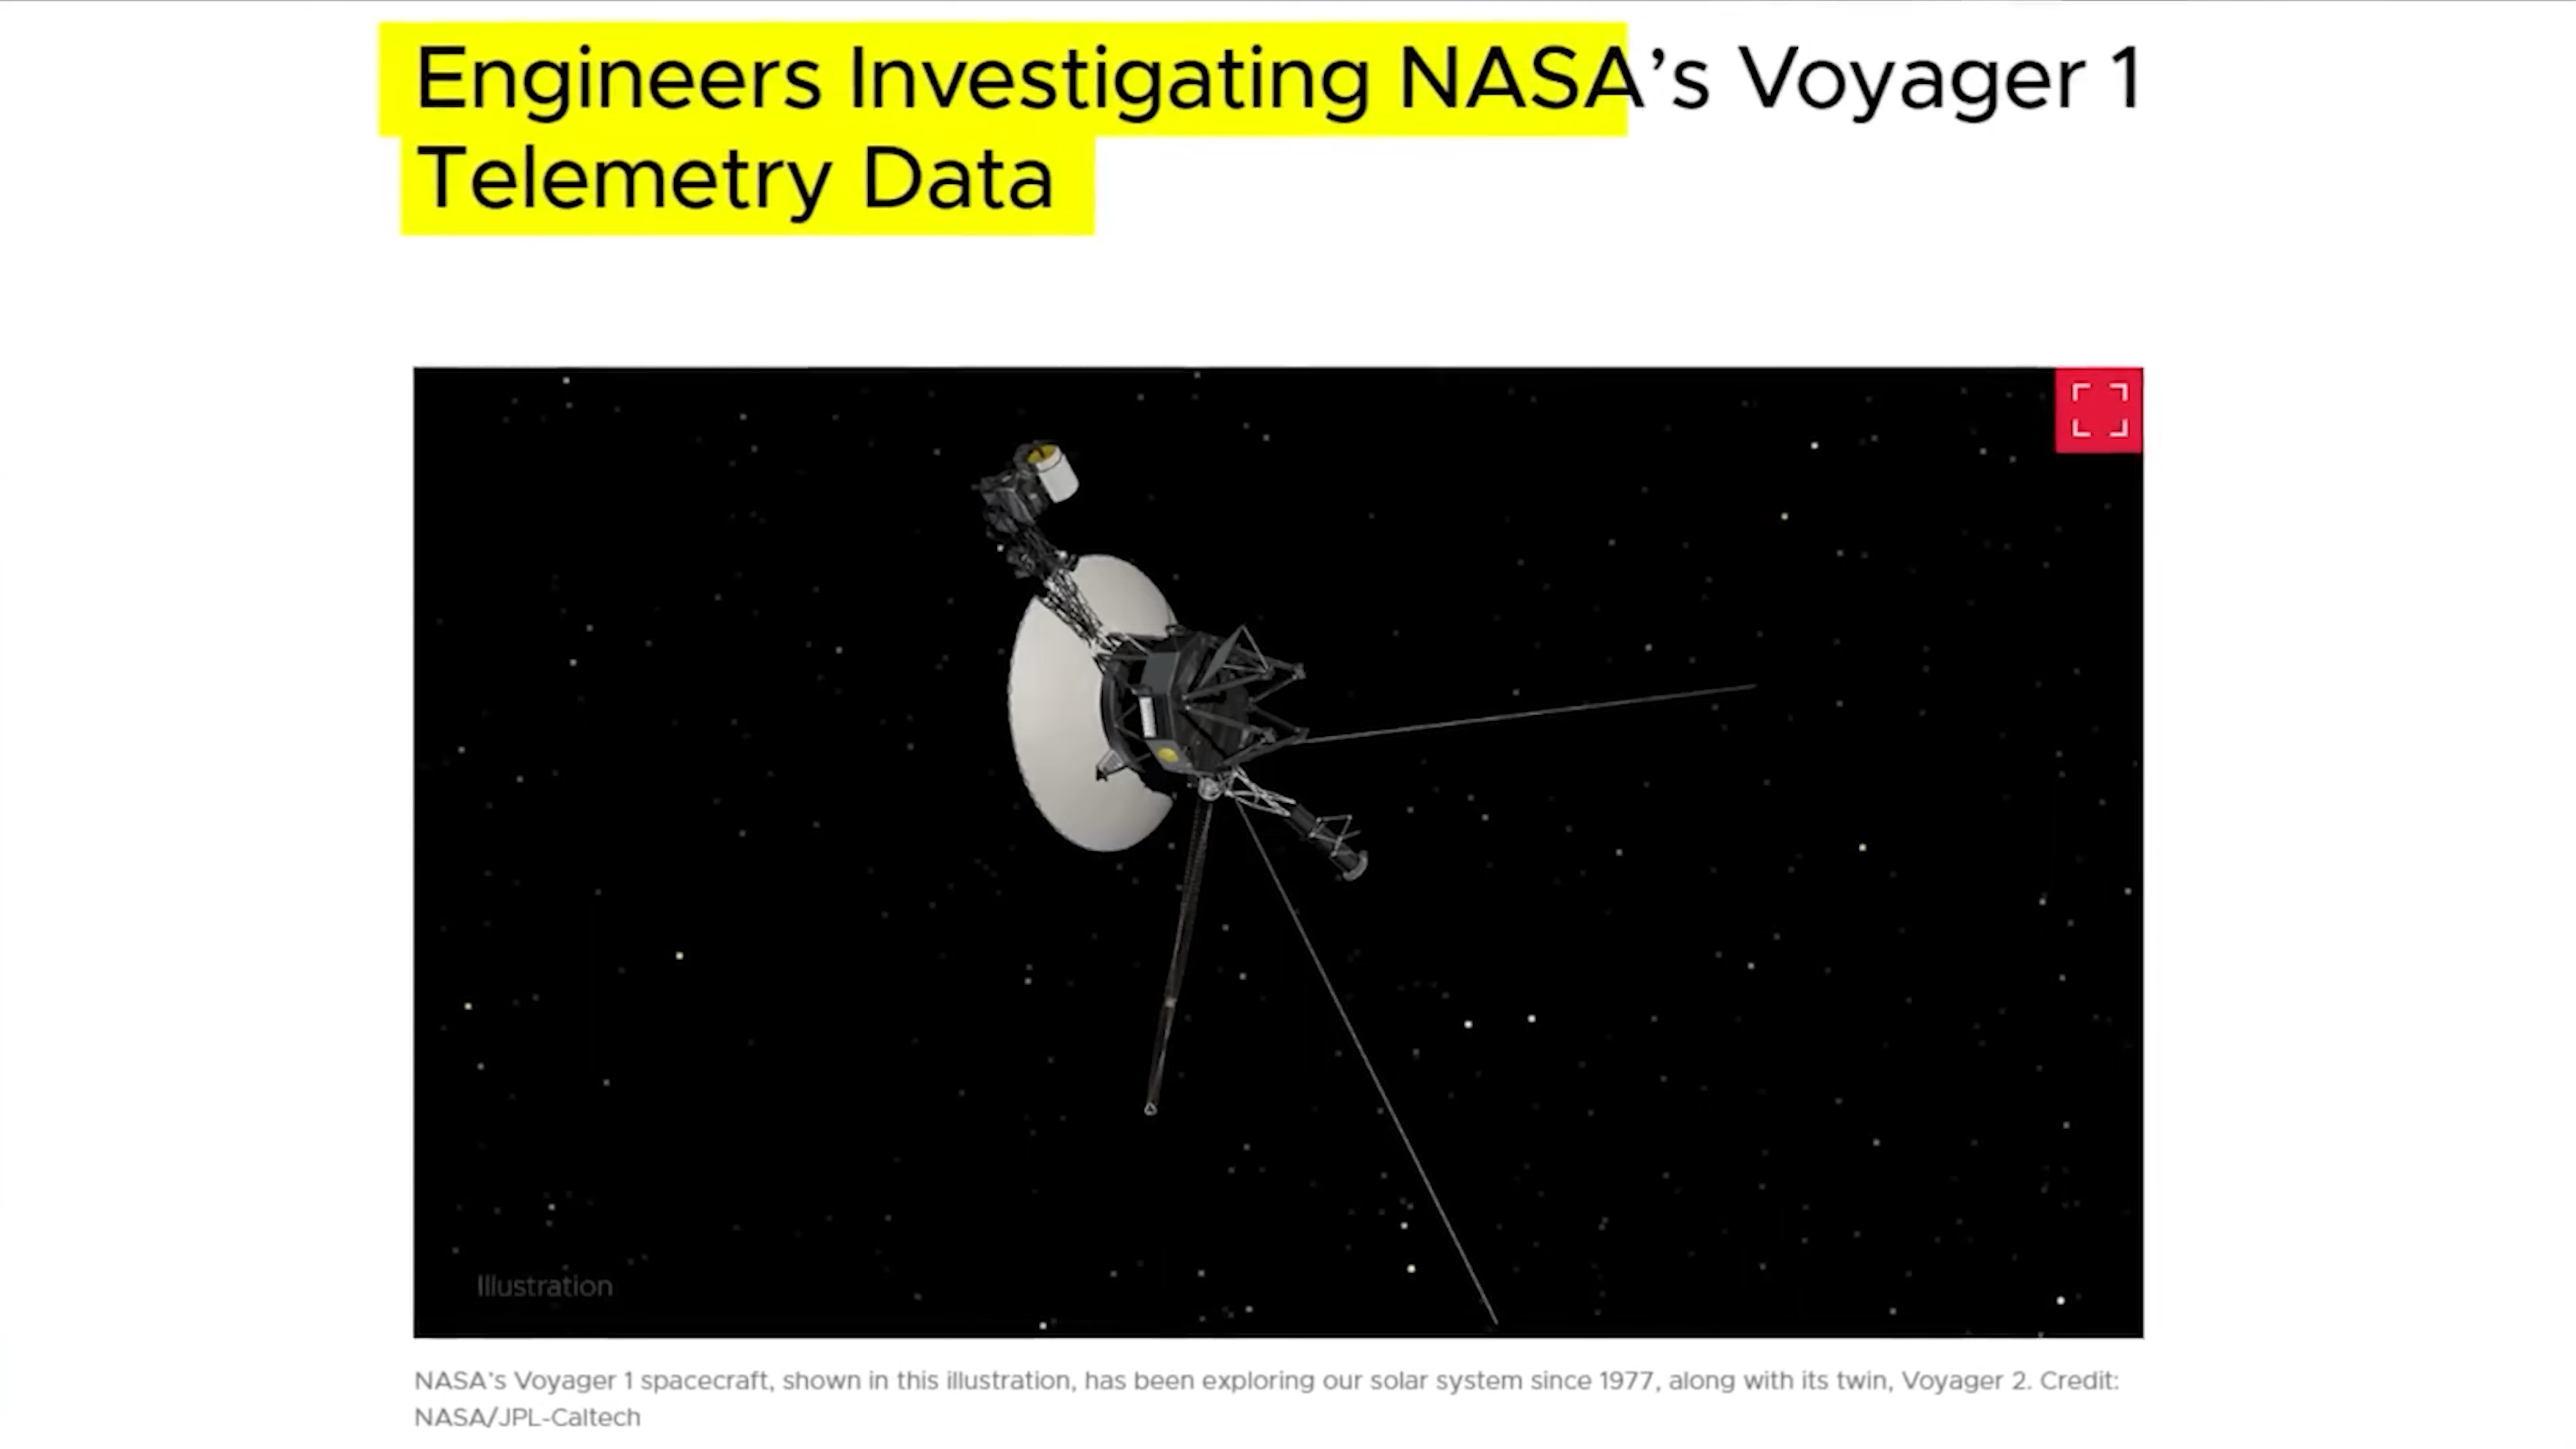 Engineers Investigating NASA’s Voyager 1
Telemetry Data
Illustration
NASA’s Voyager 1 spacecraft, shown in this illustration, has been exploring our solar system since 1977, along with its twin, Voyager 2. Credit:
NASA/JPL-Caltech